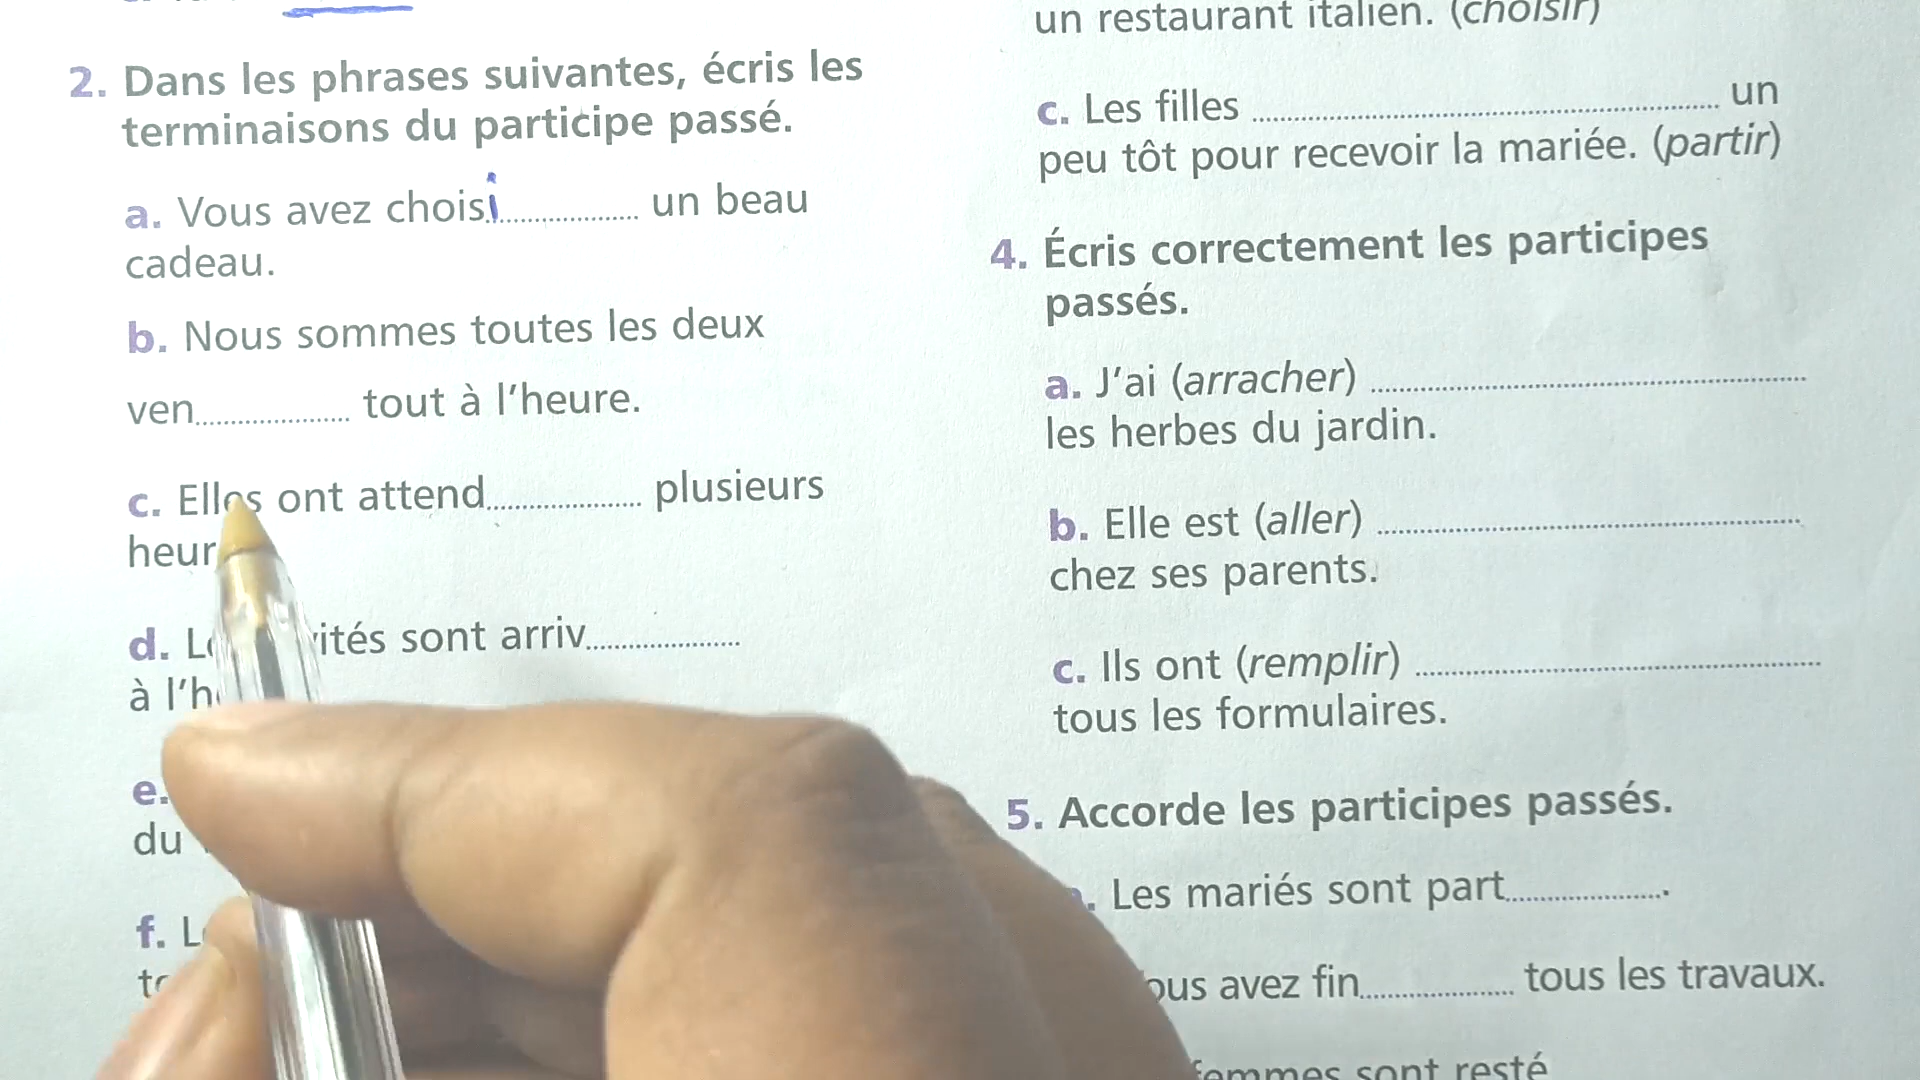 2. Dans les phrases suivantes, écris les
terminaisons du participe passé.
a. Vous avez choisi.................. un beau
cadeau.
b. Nous sommes toutes les deux
ven.................... tout à l'heure.
c. Elles ont attend.................... plusieurs
d. sont arriv....................
e.
du
f.
un restaurant italien. (choisir)
c. Les filles ............................................................ un
peu tôt pour recevoir la mariée. (partir)
4. Écris correctement les participes
passés.
a. J'ai (arracher) ........................................................
les herbes du jardin.
b. Elle est (aller) ........................................................
chez ses parents.
c. Ils ont (remplir) .....................................................
tous les formulaires.
5. Accorde les participes passés.
Les mariés sont part.....................
avez fin.................... tous les travaux.
femmes sont resté